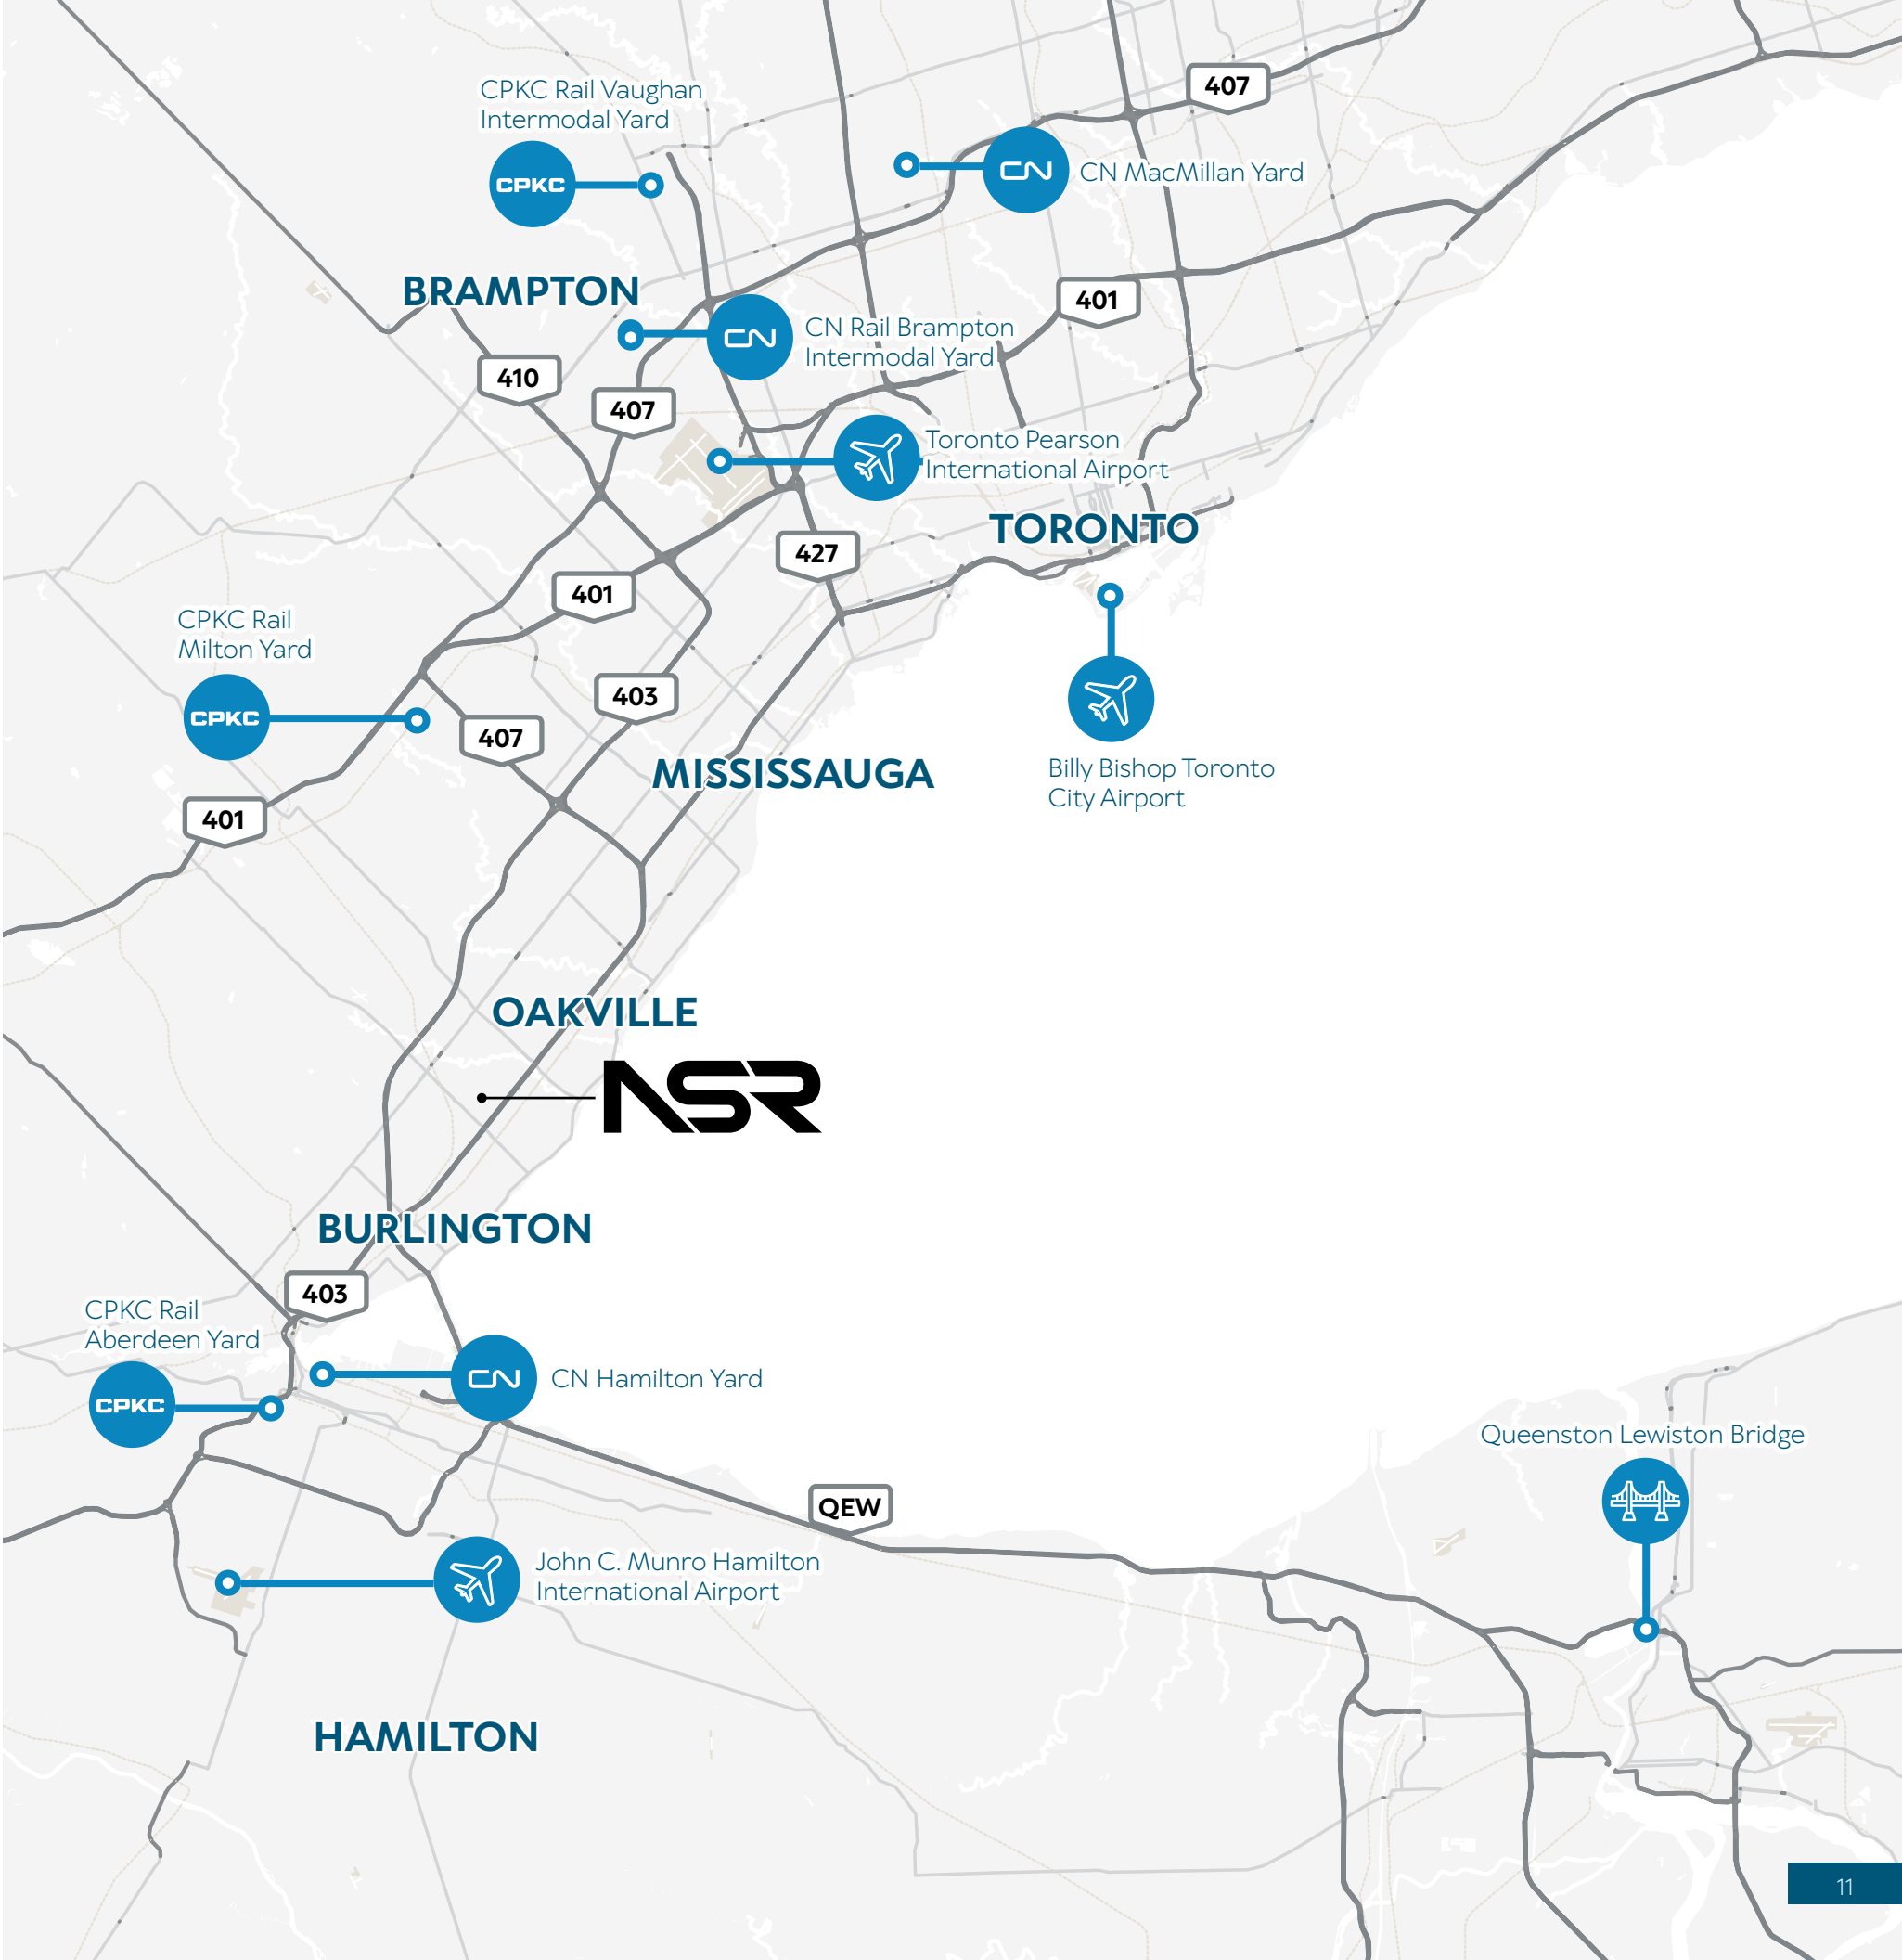 407
CPKC Rail Vaughan
Intermodal Yard
CPKC
CN
CN MacMillan Yard
BRAMPTON
401
CN
CN Rail Brampton
Intermodal Yard
410
407
Toronto Pearson
International Airport
TORONTO
427
401
CPKC Rail
Milton Yard
CPKC
403
407
MISSISSAUGA
Billy Bishop Toronto
City Airport
401
OAKVILLE
NSR
BURLINGTON
403
CPKC Rail
Aberdeen Yard
CPKC
CN
CN Hamilton Yard
Queenston Lewiston Bridge
QEW
John C. Munro Hamilton
International Airport
HAMILTON
11